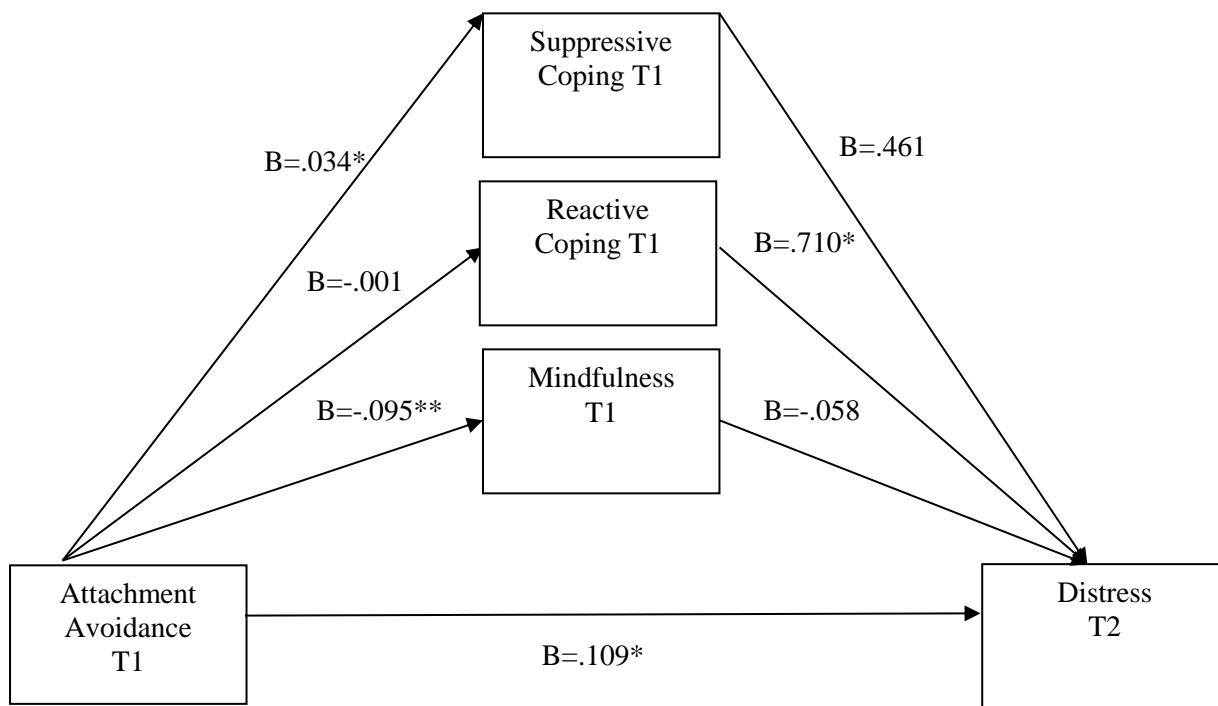 Suppressive
Coping T1
B=.034*
B=.461
Reactive
Coping T1
B=-.001
B=.710*
Mindfulness
T1
B=-.095**
B=-.058
Attachment
Avoidance
T1
Distress
T2
B=.109*